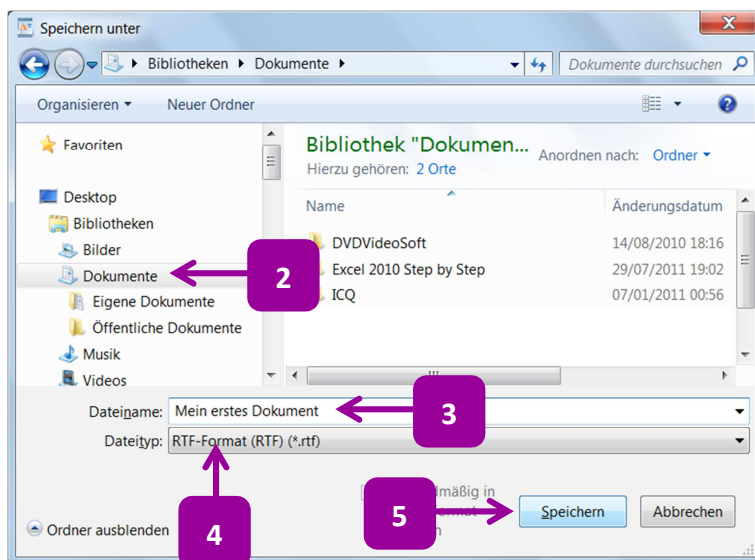 Speichern unter
Bibliotheken Dokumente Dokumente durchsuchen
Organisieren Neuer Ordner
Favoriten
Desktop
Bibliotheken
Bilder
Dokumente
Eigene Dokumente
Öffentliche Dokumente
Musik
Videos
2
Bibliothek "Dokumen...
Hierzu gehören: 2 Orte
Anordnen nach: Ordner
Name Änderungsdatum
DVDVideoSoft 14/08/2010 18:16
Excel 2010 Step by Step 29/07/2011 19:02
ICQ 07/01/2011 00:56
Dateiname: Mein erstes Dokument
3
Dateityp: RTF-Format (RTF) (*.rtf)
in
5
Speichern Abbrechen
Ordner ausblenden
4